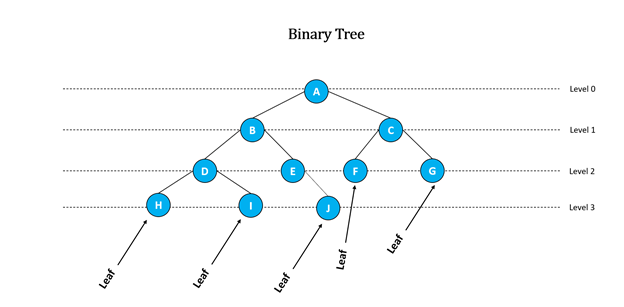 Binary Tree
A
Level 0
B
C
Level 1
D
E
F
G
Level 2
H
I
J
Level 3
Leaf
Leaf
Leaf
Leaf
Leaf